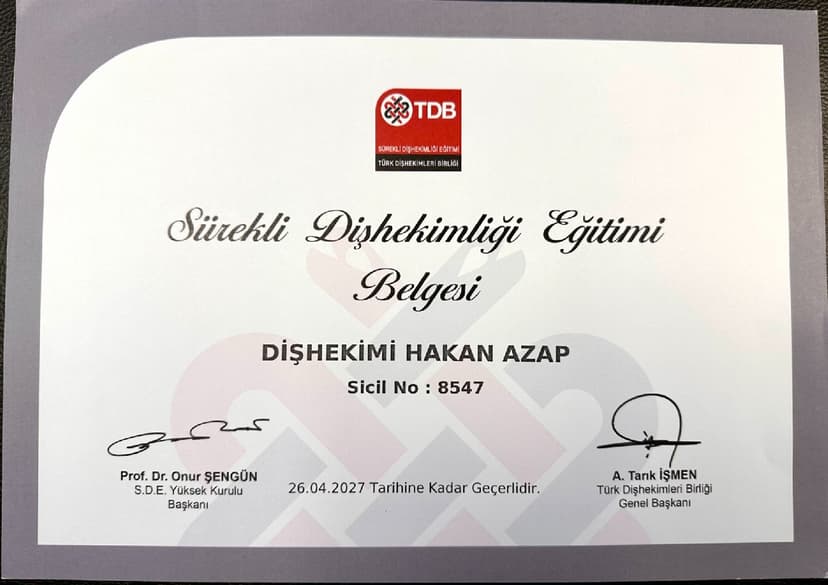 TDB
SÜREKLİ DİŞHEKİMLİĞİ EĞİTİMİ
TÜRK DİŞHEKİMLERİ BİRLİĞİ
Sürekli Dişhekimliği Eğitimi
Belgesi
DİŞHEKİMİ HAKAN AZAP
Sicil No : 8547
Prof. Dr. Onur ŞENGÜN
S.D.E. Yüksek Kurulu
Başkanı
26.04.2027 Tarihine Kadar Geçerlidir.
A. Tarık İŞMEN
Türk Dişhekimleri Birliği
Genel Başkanı